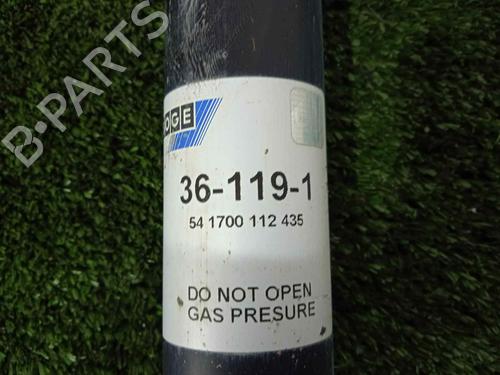 B-PARTS
OGE
36-119-1
54 1700 112 435
DO NOT OPEN
GAS PRESURE